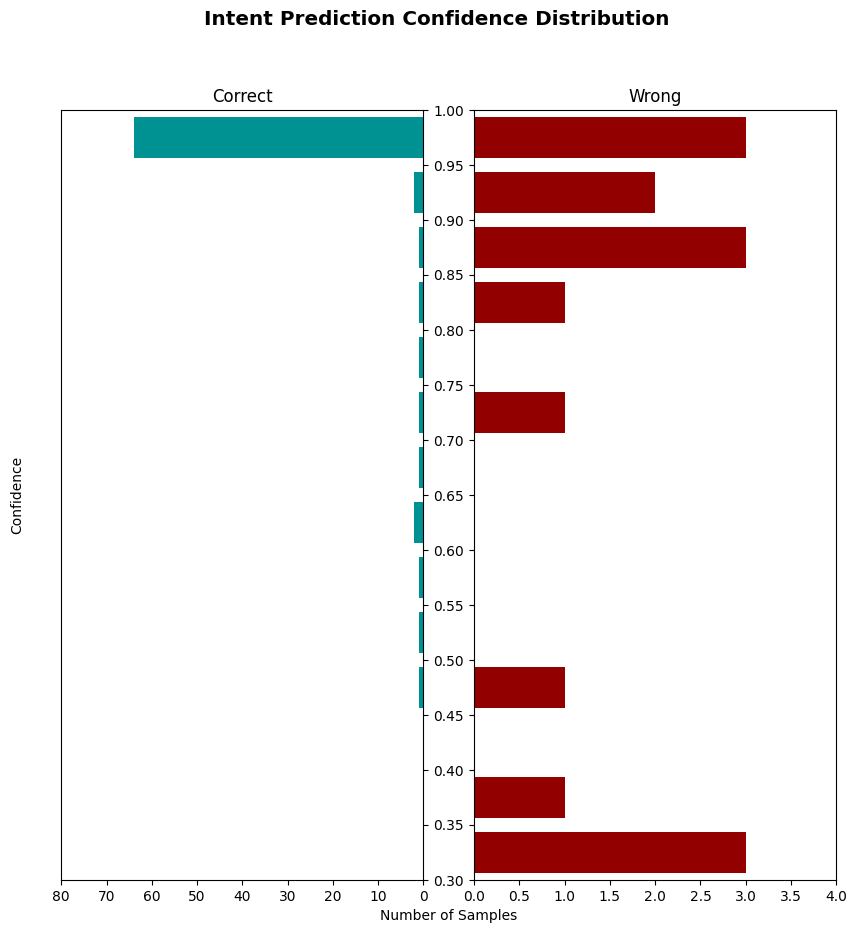 Intent Prediction Confidence Distribution
Correct
Wrong
1.00
0.95
0.90
0.85
0.80
0.75
0.70
0.65
0.60
0.55
0.50
0.45
0.40
0.35
0.30
Confidence
80 70 60 50 40 30 20 10 0
0.0 0.5 1.0 1.5 2.0 2.5 3.0 3.5 4.0
Number of Samples